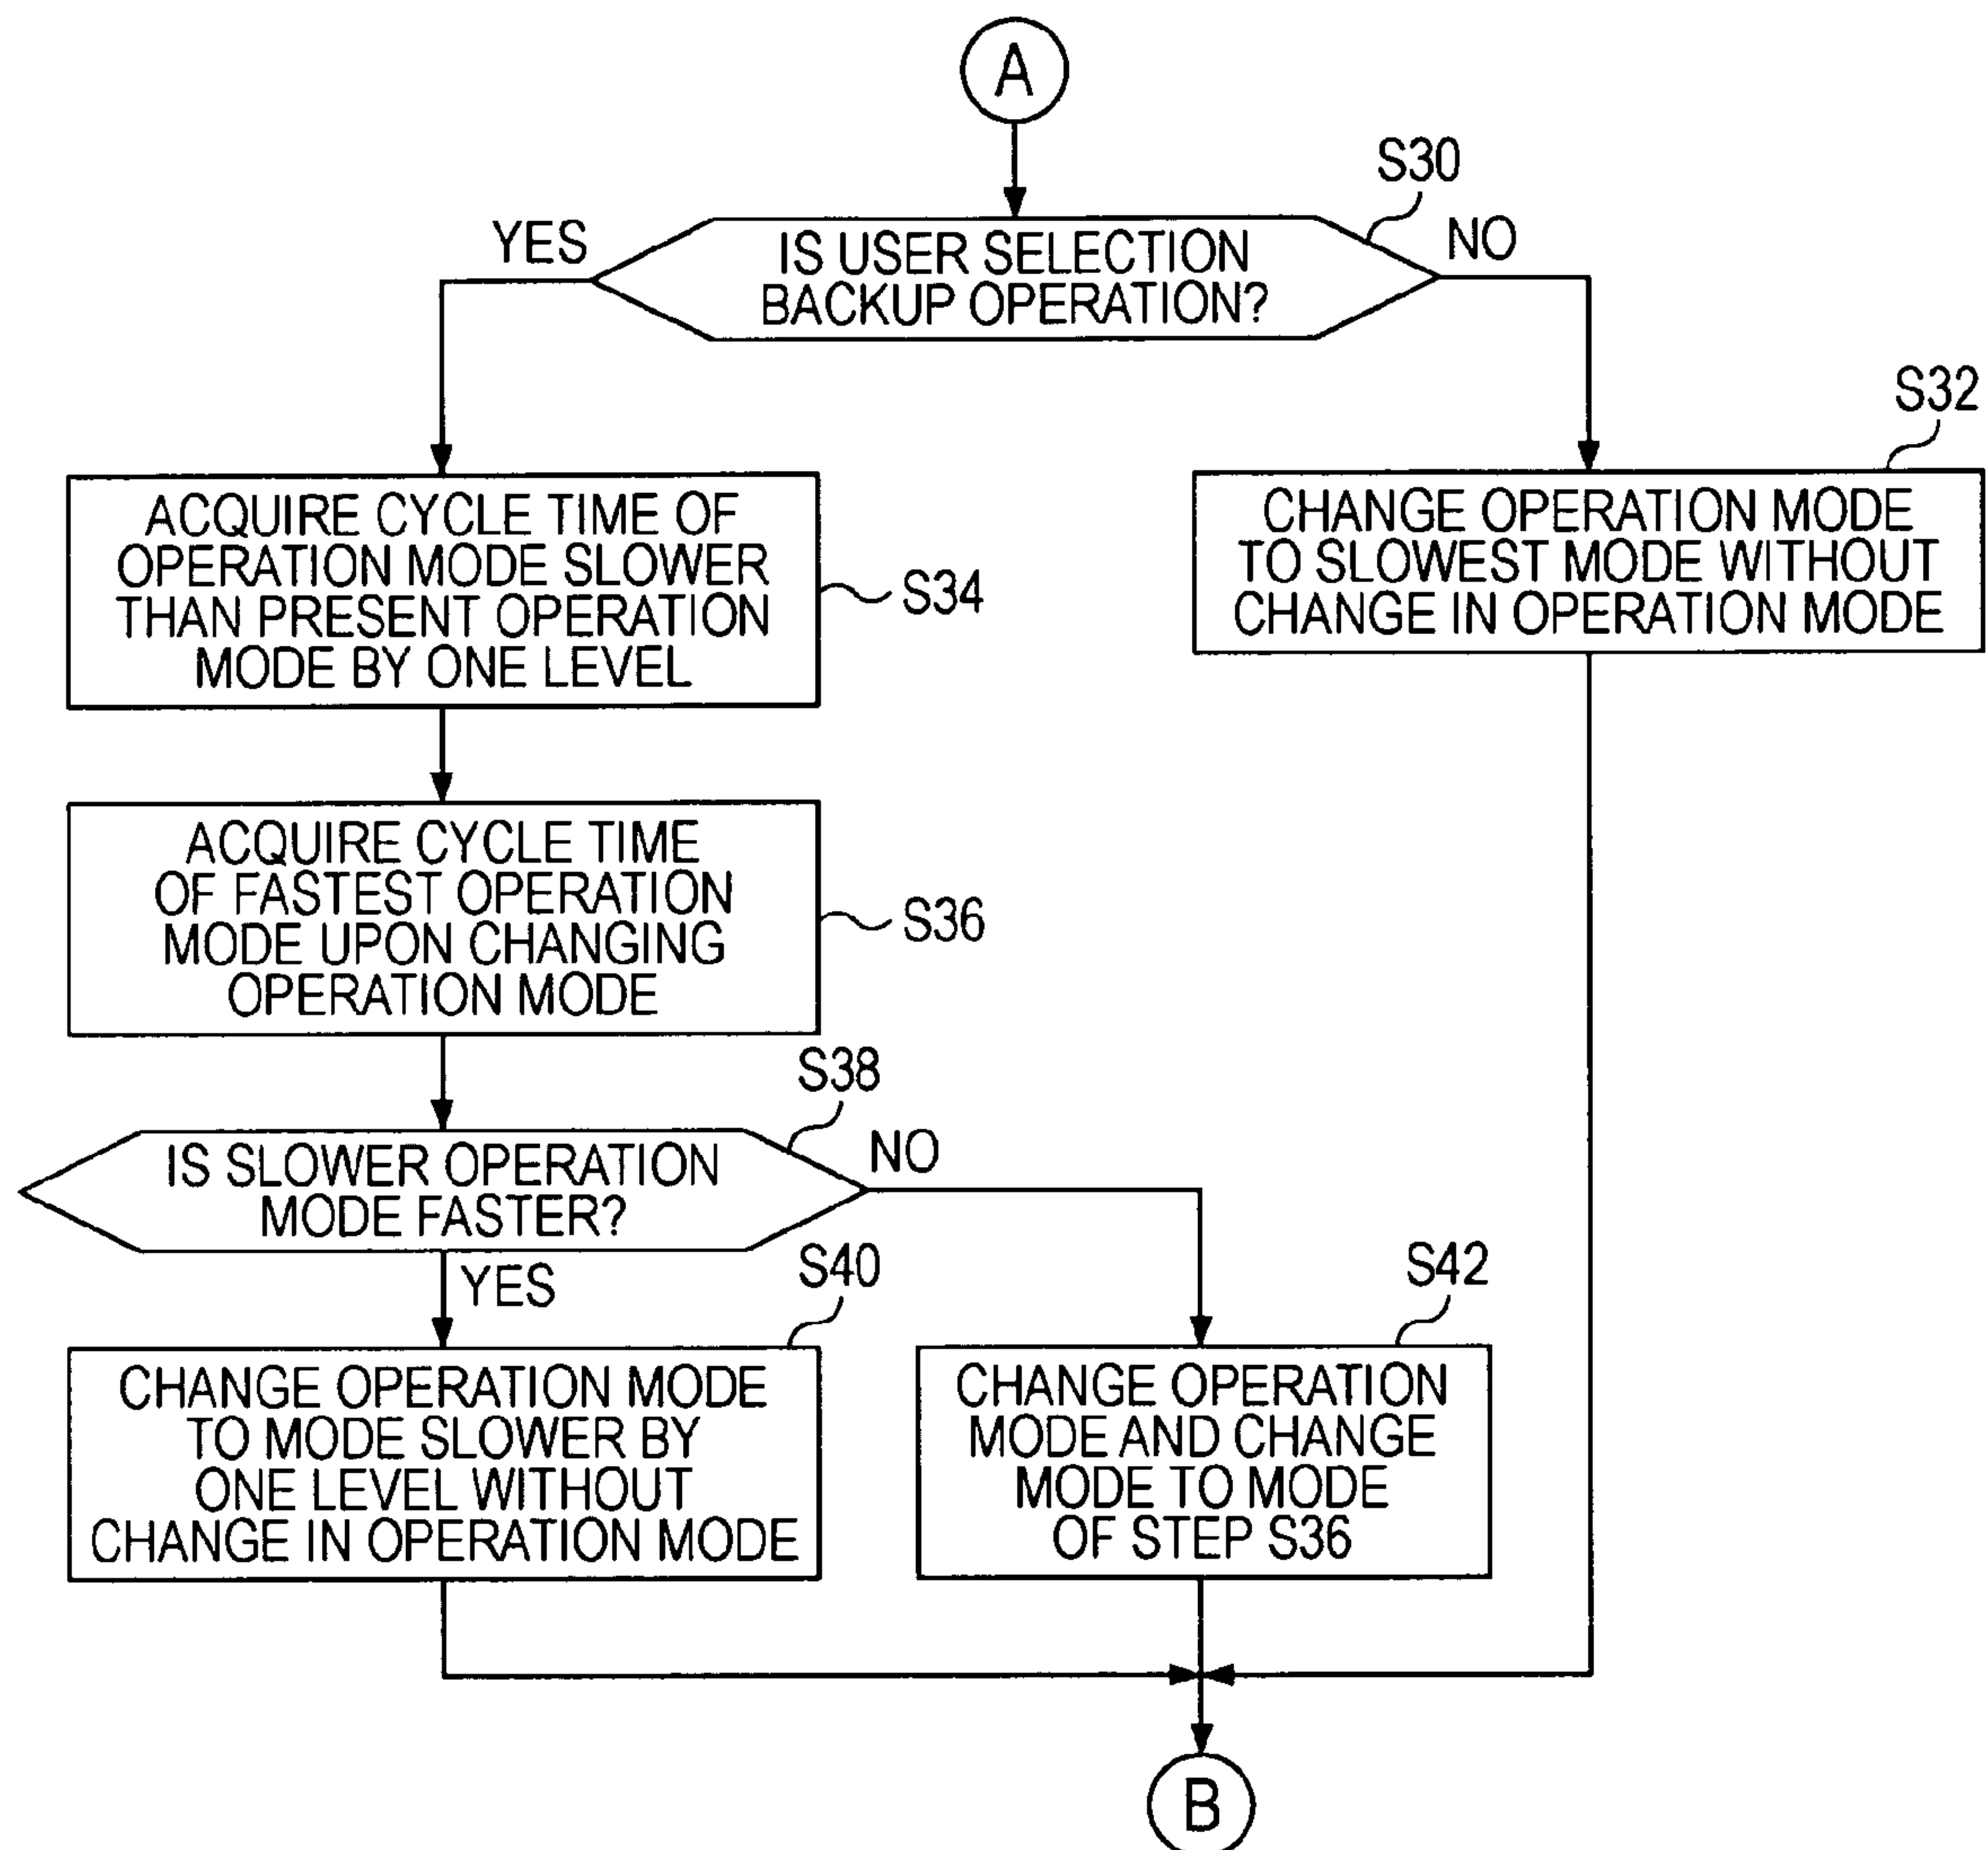 A
S30
YES
NO
IS USER SELECTION
BACKUP OPERATION?
S32
CHANGE OPERATION MODE
TO SLOWEST MODE WITHOUT
CHANGE IN OPERATION MODE
ACQUIRE CYCLE TIME OF
OPERATION MODE SLOWER
THAN PRESENT OPERATION
MODE BY ONE LEVEL
S34
ACQUIRE CYCLE TIME
OF FASTEST OPERATION
MODE UPON CHANGING
OPERATION MODE
S36
S38
IS SLOWER OPERATION
MODE FASTER?
NO
YES
S40
CHANGE OPERATION MODE
TO MODE SLOWER BY
ONE LEVEL WITHOUT
CHANGE IN OPERATION MODE
S42
CHANGE OPERATION
MODE AND CHANGE
MODE TO MODE
OF STEP S36
B